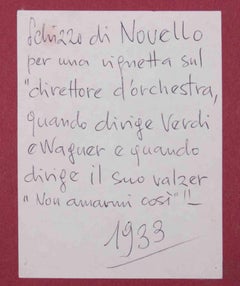 Schizzo di Novello
per una vignetta sul
"direttore d'orchestra,
quando dirige Verdi
e Wagner e quando
dirige il suo valzer
"Non amarmi così"!!
1933